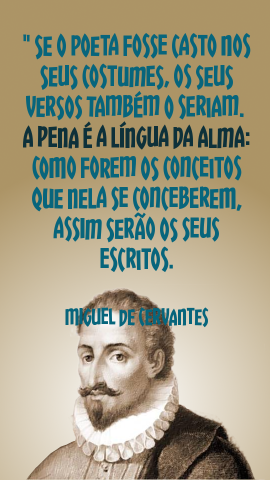 " SE O POETA FOSSE CASTO NOS
SEUS COSTUMES, OS SEUS
VERSOS TAMBÉM O SERIAM.
A PENA É A LÍNGUA DA ALMA:
COMO FOREM OS CONCEITOS
QUE NELA SE CONCEBEREM,
ASSIM SERÃO OS SEUS
ESCRITOS.
MIGUEL DE CERVANTES